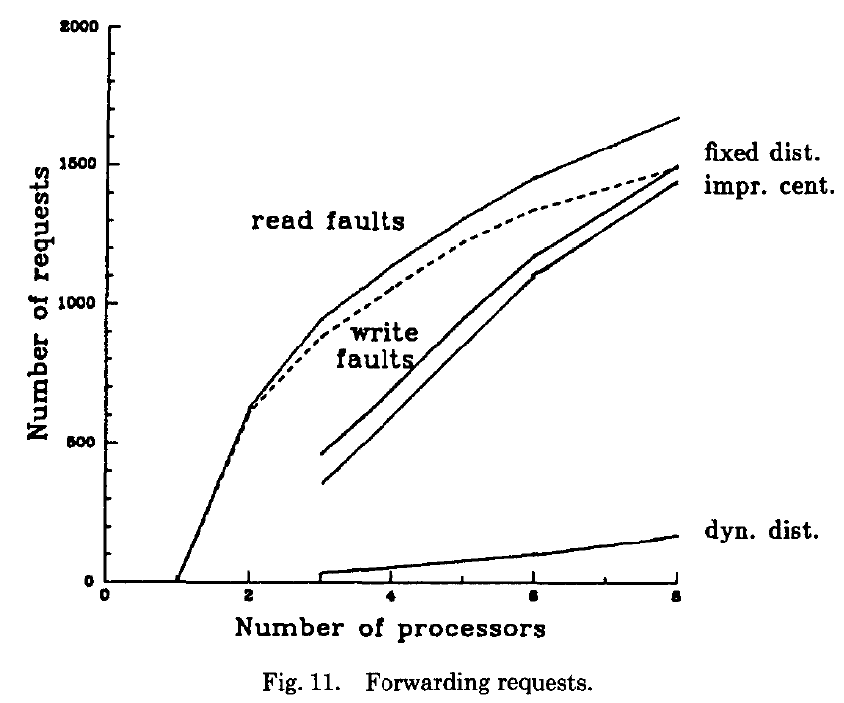 2000
1500
1000
500
0
Number of requests
read faults
write
faults
fixed dist.
impr. cent.
dyn. dist.
0 2 4 6 8
Number of processors
Fig. 11. Forwarding requests.